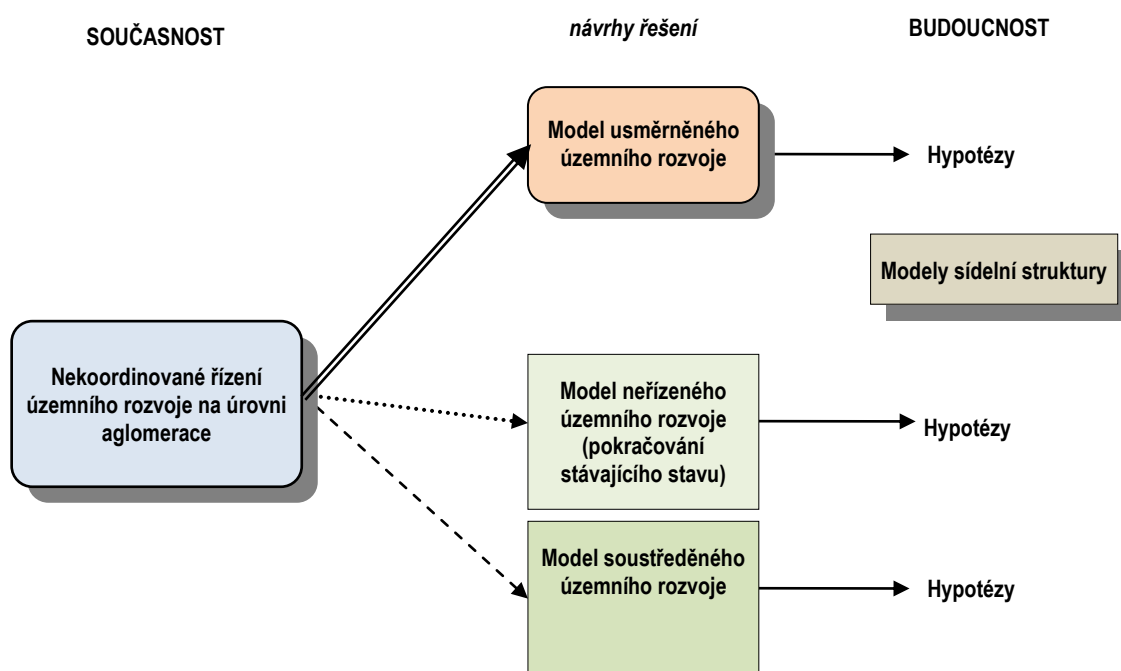 SOUČASNOST
návrhy řešení
BUDOUCNOST
Model usměrněného
územního rozvoje
Hypotézy
Modely sídelní struktury
Nekoordinované řízení
územního rozvoje na úrovni
aglomerace
Model neřízeného
územního rozvoje
(pokračování
stávajícího stavu)
Hypotézy
Model soustředěného
územního rozvoje
Hypotézy